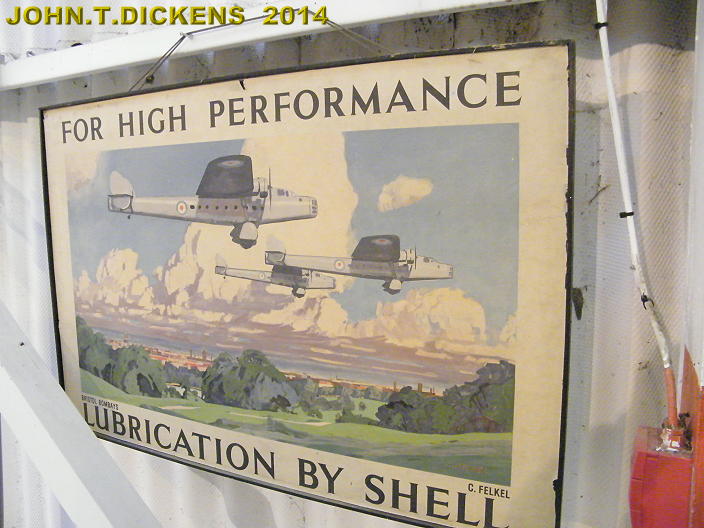 JOHN.T.DICKENS 2014
FOR HIGH PERFORMANCE
BRISTOL BOMBAYS
LUBRICATION BY SHELL
C. FELKEL